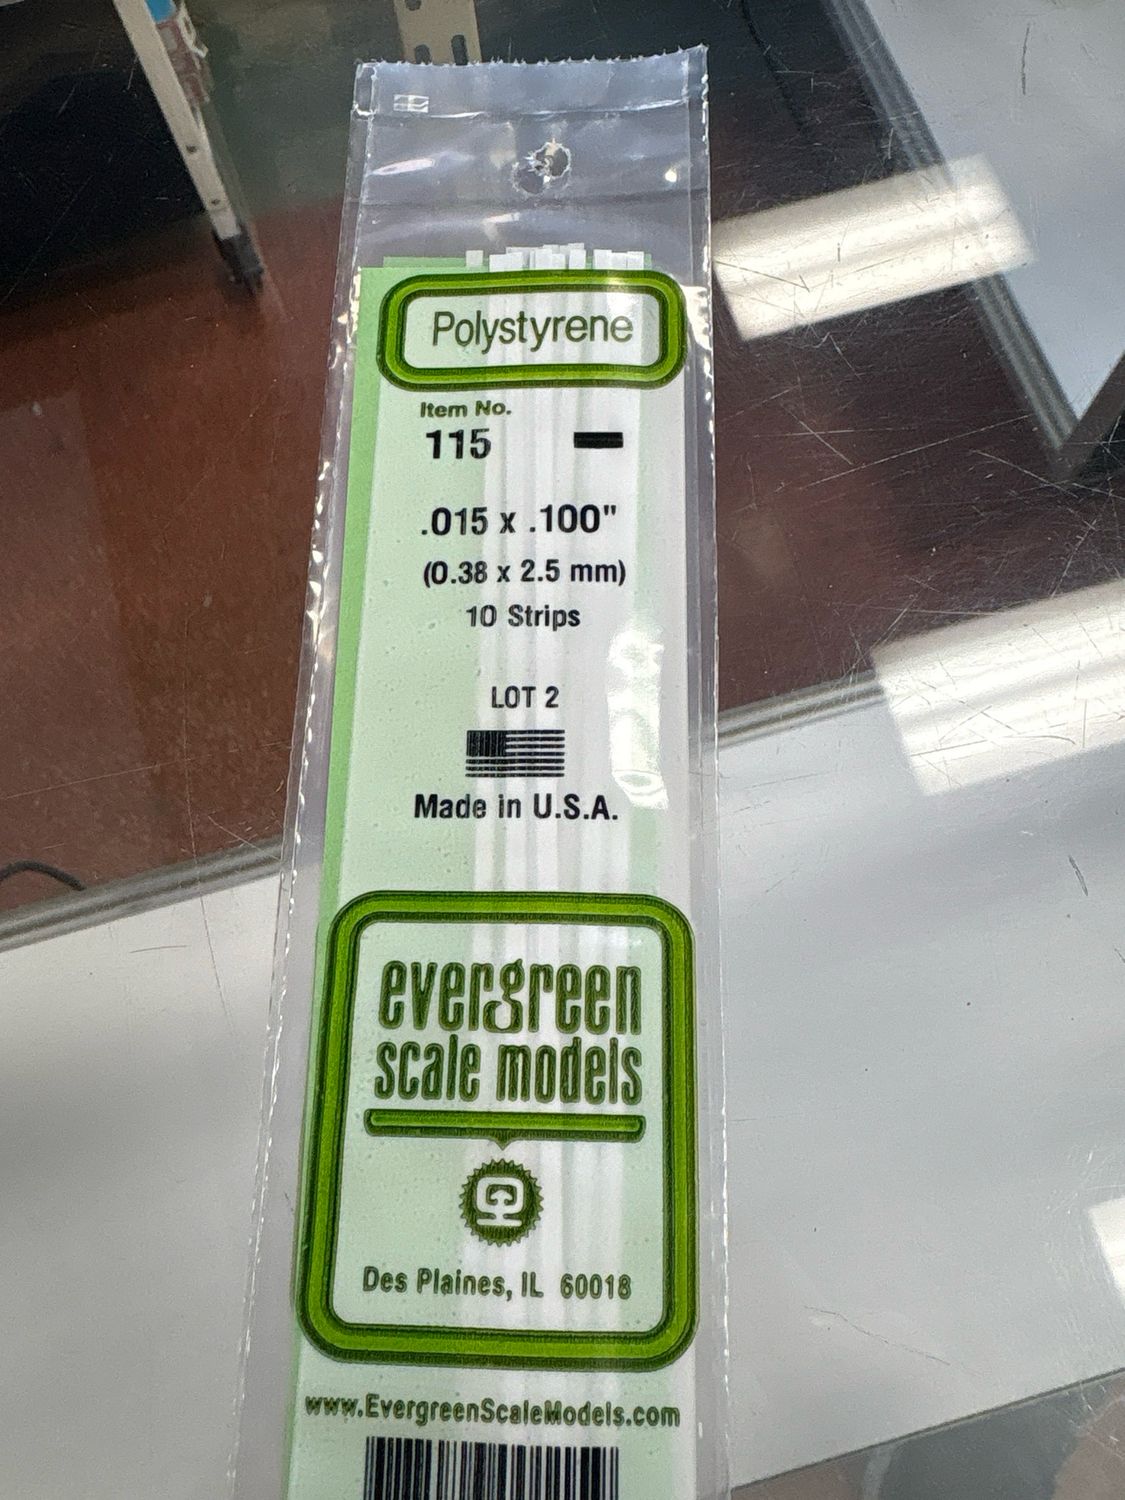 Polystyrene
Item No.
115
.015 x .100"
(0.38 x 2.5 mm)
10 Strips
LOT 2
Made in U.S.A.
evergreen
scale models
Des Plaines, IL 60018
www.EvergreenScaleModels.com